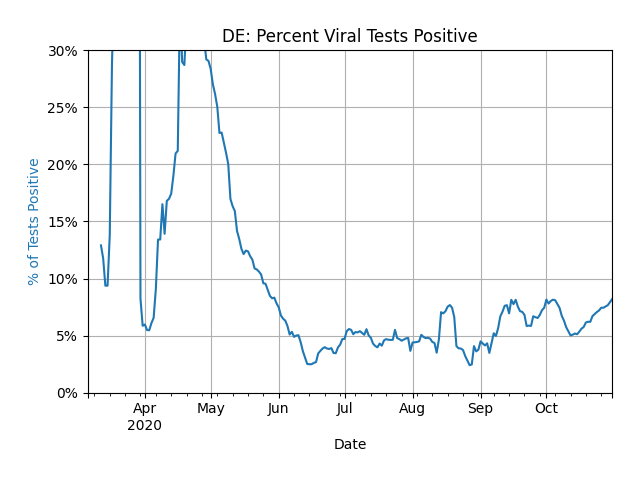 DE: Percent Viral Tests Positive
30%
25%
20%
15%
10%
5%
0%
% of Tests Positive
Apr May Jun Jul Aug Sep Oct
2020
Date